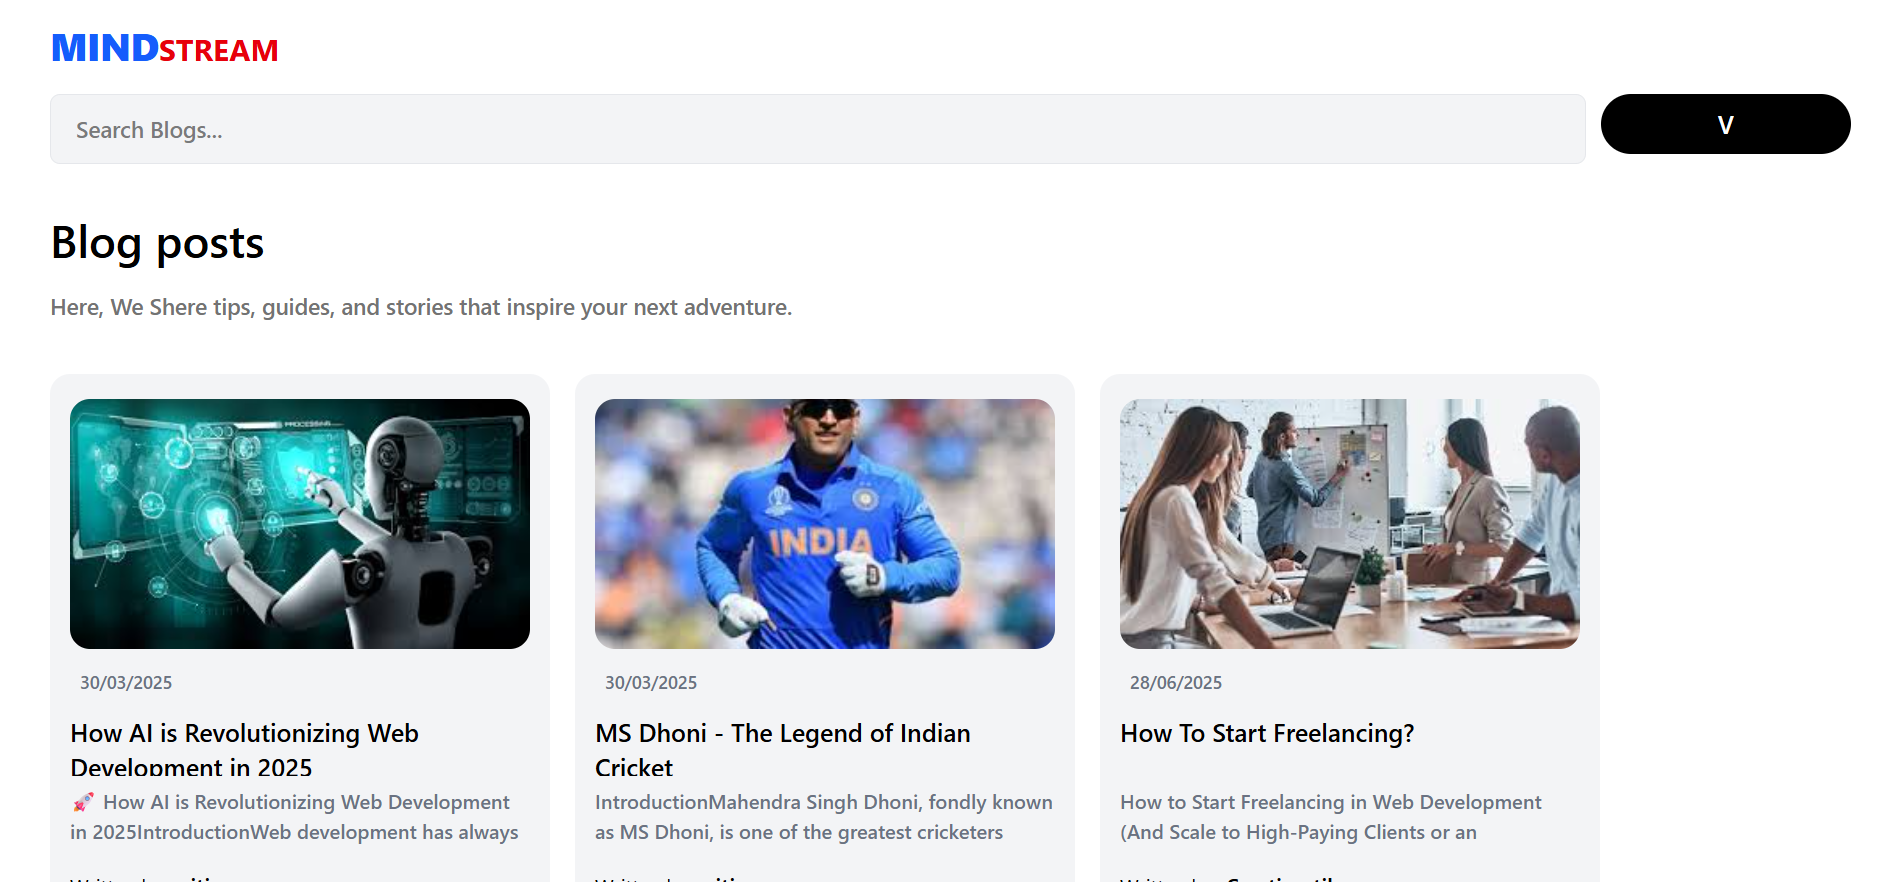 MINDSTREAM
Search Blogs...
V
Blog posts
Here, We Shere tips, guides, and stories that inspire your next adventure.
PROCESSING
INDIA
30/03/2025
30/03/2025
28/06/2025
How AI is Revolutionizing Web
Development in 2025
MS Dhoni - The Legend of Indian
Cricket
How To Start Freelancing?
🚀 How AI is Revolutionizing Web Development
in 2025IntroductionWeb development has always
IntroductionMahendra Singh Dhoni, fondly known
as MS Dhoni, is one of the greatest cricketers
How to Start Freelancing in Web Development
(And Scale to High-Paying Clients or an